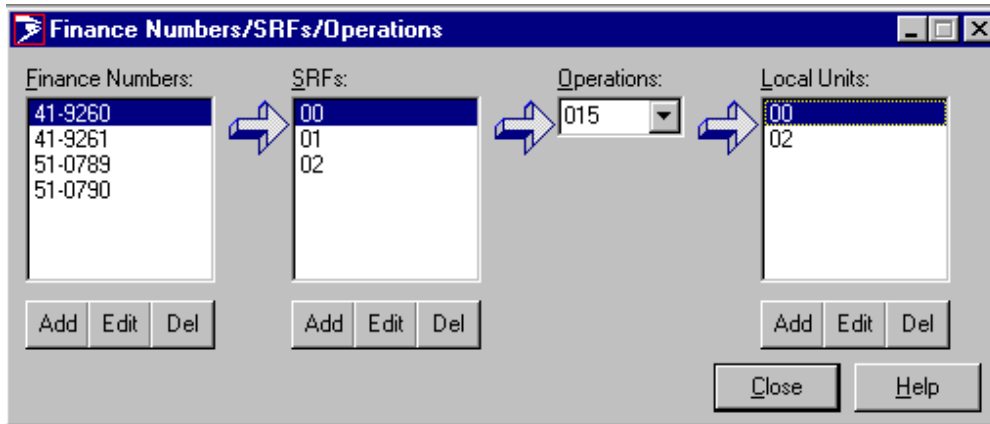 Finance Numbers/SRFs/Operations
Finance Numbers:
41-9260
41-9261
51-0789
51-0790
Add Edit Del
SRFs:
00
01
02
Add Edit Del
Operations:
015
Local Units:
00
02
Add Edit Del
Close Help